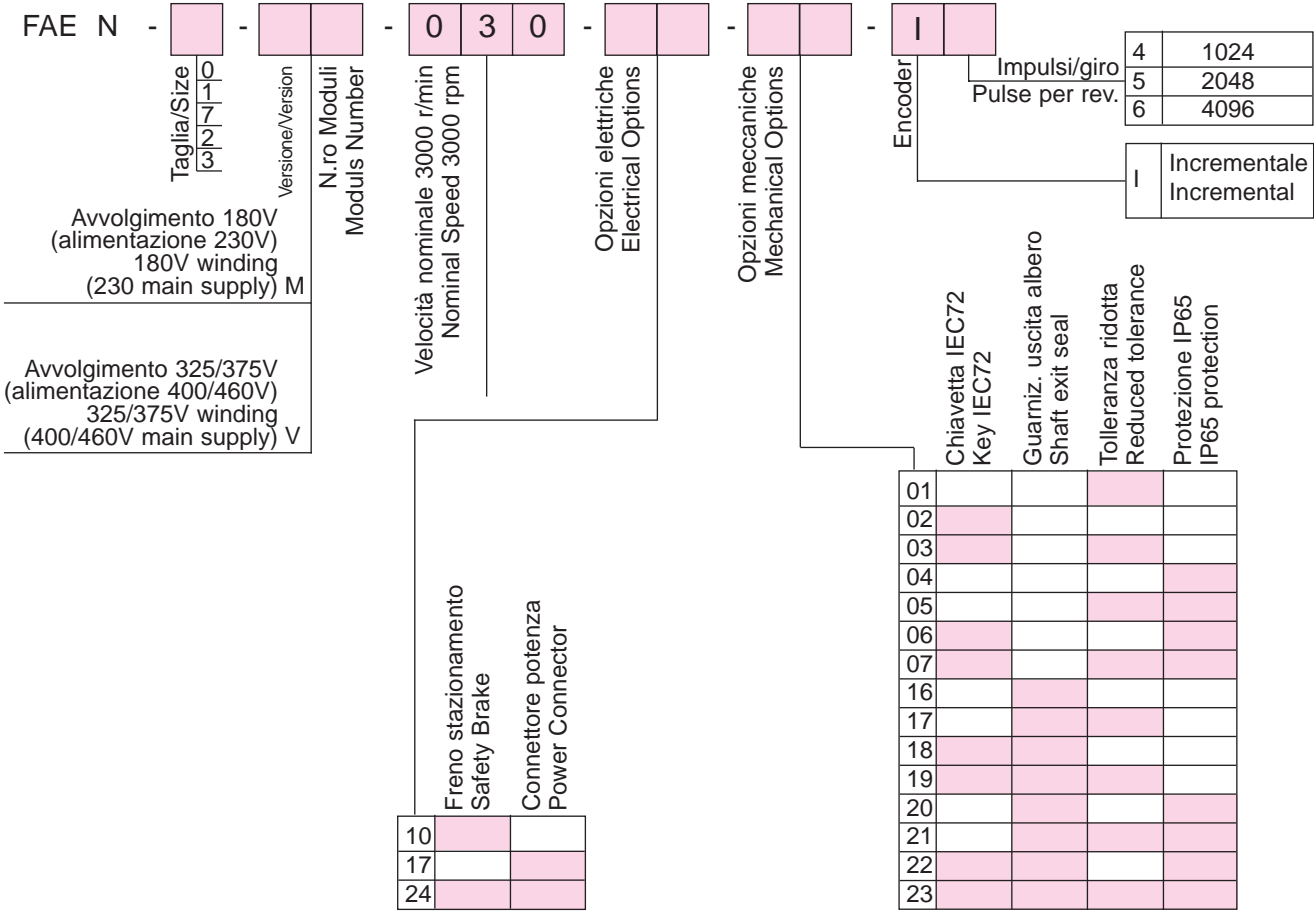 FAE N - - - 0 3 0 - - - I
Taglia/Size
0
1
7
2
3
Versione/Version
N.ro Moduli
Moduls Number
Velocità nominale 3000 r/min
Nominal Speed 3000 rpm
Opzioni elettriche
Electrical Options
Opzioni meccaniche
Mechanical Options
Encoder
Impulsi/giro
Pulse per rev.
4 1024
5 2048
6 4096
I Incrementale
Incremental
Avvolgimento 180V
(alimentazione 230V)
180V winding
(230 main supply) M
Avvolgimento 325/375V
(alimentazione 400/460V)
325/375V winding
(400/460V main supply) V
Freno stazionamento
Safety Brake
Connettore potenza
Power Connector
10
17
24
Chiavetta IEC72
Key IEC72
Guarniz. uscita albero
Shaft exit seal
Tolleranza ridotta
Reduced tolerance
Protezione IP65
IP65 protection
01
02
03
04
05
06
07
16
17
18
19
20
21
22
23